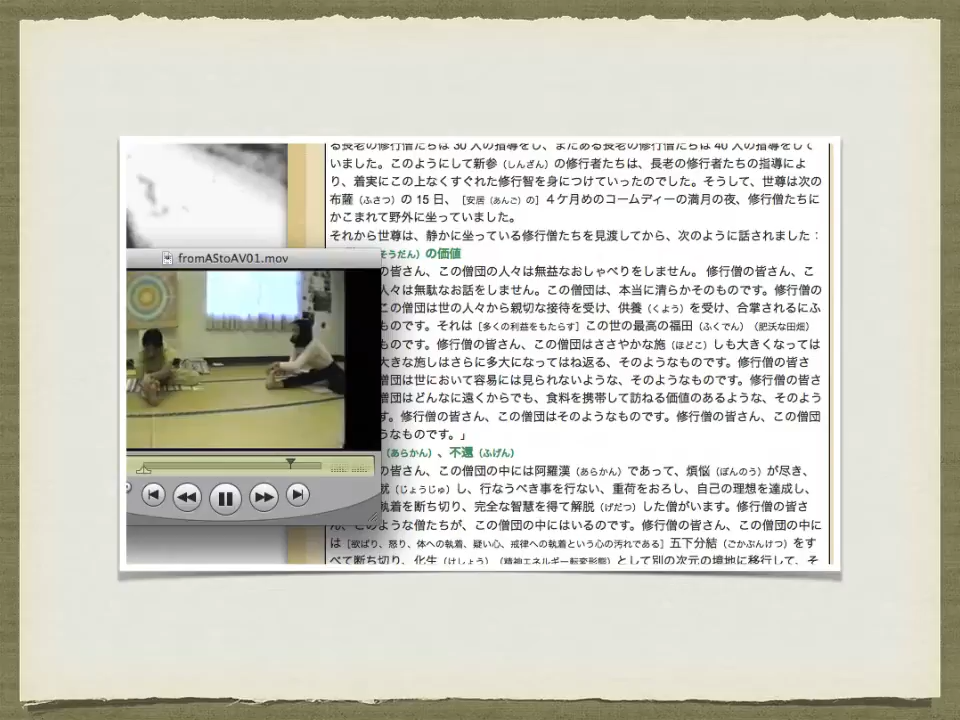 る長老の修行僧たちは 30 人の指導をし、またある長老の修行僧たちは 40 人の指導をして
いました。このようにして新参（しんざん）の修行者たちは、長老の修行者たちの指導によ
り、着実にこの上なくすぐれた修行智を身につけていったのでした。そうして、世尊は次の
布薩（ふさつ）の 15 日、［安居（あんご）の］４ケ月めのコームディーの満月の夜、修行僧たちに
かこまれて野外に坐っていました。
それから世尊は、静かに坐っている修行僧たちを見渡してから、次のように話されました：
そうだん）の価値
fromAStoAV01.mov
の皆さん、この僧団の人々は無益なおしゃべりをしません。 修行僧の皆さん、こ
人々は無駄なお話をしません。この僧団は、本当に清らかそのものです。修行僧の
この僧団は世の人々から親切な接待を受け、供養（くよう）を受け、合掌されるにふ
ものです。それは［多くの利益をもたらす］この世の最高の福田（ふくでん）（肥沃な田畑）
ものです。修行僧の皆さん、この僧団はささやかな施（ほどこ）しも大きくなっては
大きな施しはさらに多大になってはね返る、そのようなものです。修行僧の皆さ
僧団は世において容易には見られないような、そのようなものです。修行僧の皆さ
僧団はどんなに遠くからでも、食料を携帯して訪ねる価値のあるような、そのよう
す。修行僧の皆さん、この僧団はそのようなものです。修行僧の皆さん、この僧団
うなものです。」
（あらかん）、不還（ふげん）
の皆さん、この僧団の中には阿羅漢（あらかん）であって、煩悩（ぼんのう）が尽き、
就（じょうじゅ）し、行なうべき事を行ない、重荷をおろし、自己の理想を達成し、
執着を断ち切り、完全な智慧を得て解脱（げだつ）した僧がいます。修行僧の皆さ
ん、このような僧たちが、この僧団の中にはいるのです。修行僧の皆さん、この僧団の中に
は［欲ばり、怒り、体への執着、疑い心、戒律への執着という心の汚れである］五下分結（ごかぶんけつ）をす
べて断ち切り、化生（けしょう）（精神エネルギー転変形態）として別の次元の境地に移行して、そ